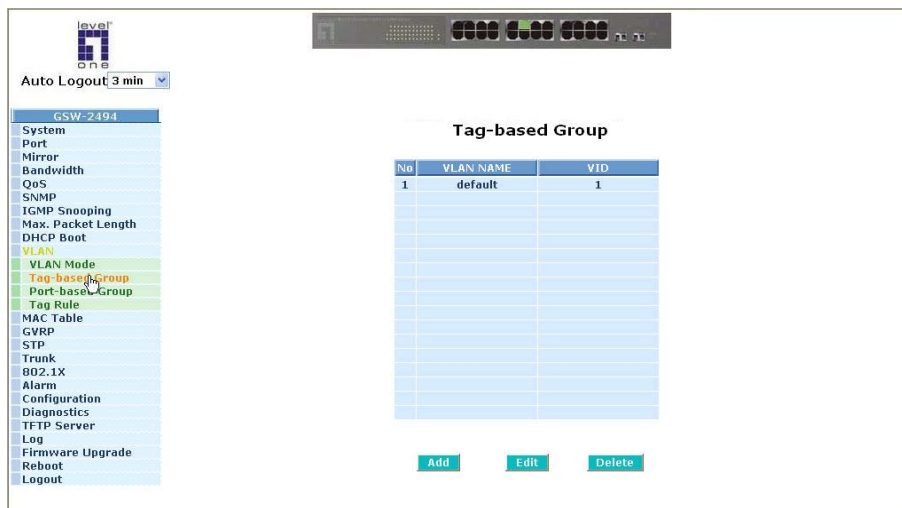 level
one
Auto Logout 3 min
GSW-2494
System
Port
Mirror
Bandwidth
QoS
SNMP
IGMP Snooping
Max. Packet Length
DHCP Boot
VLAN
VLAN Mode
Tag-based Group
Port-based Group
Tag Rule
MAC Table
GVRP
STP
Trunk
802.1X
Alarm
Configuration
Diagnostics
TFTP Server
Log
Firmware Upgrade
Reboot
Logout
Tag-based Group
No VLAN NAME VID
1 default 1
Add Edit Delete